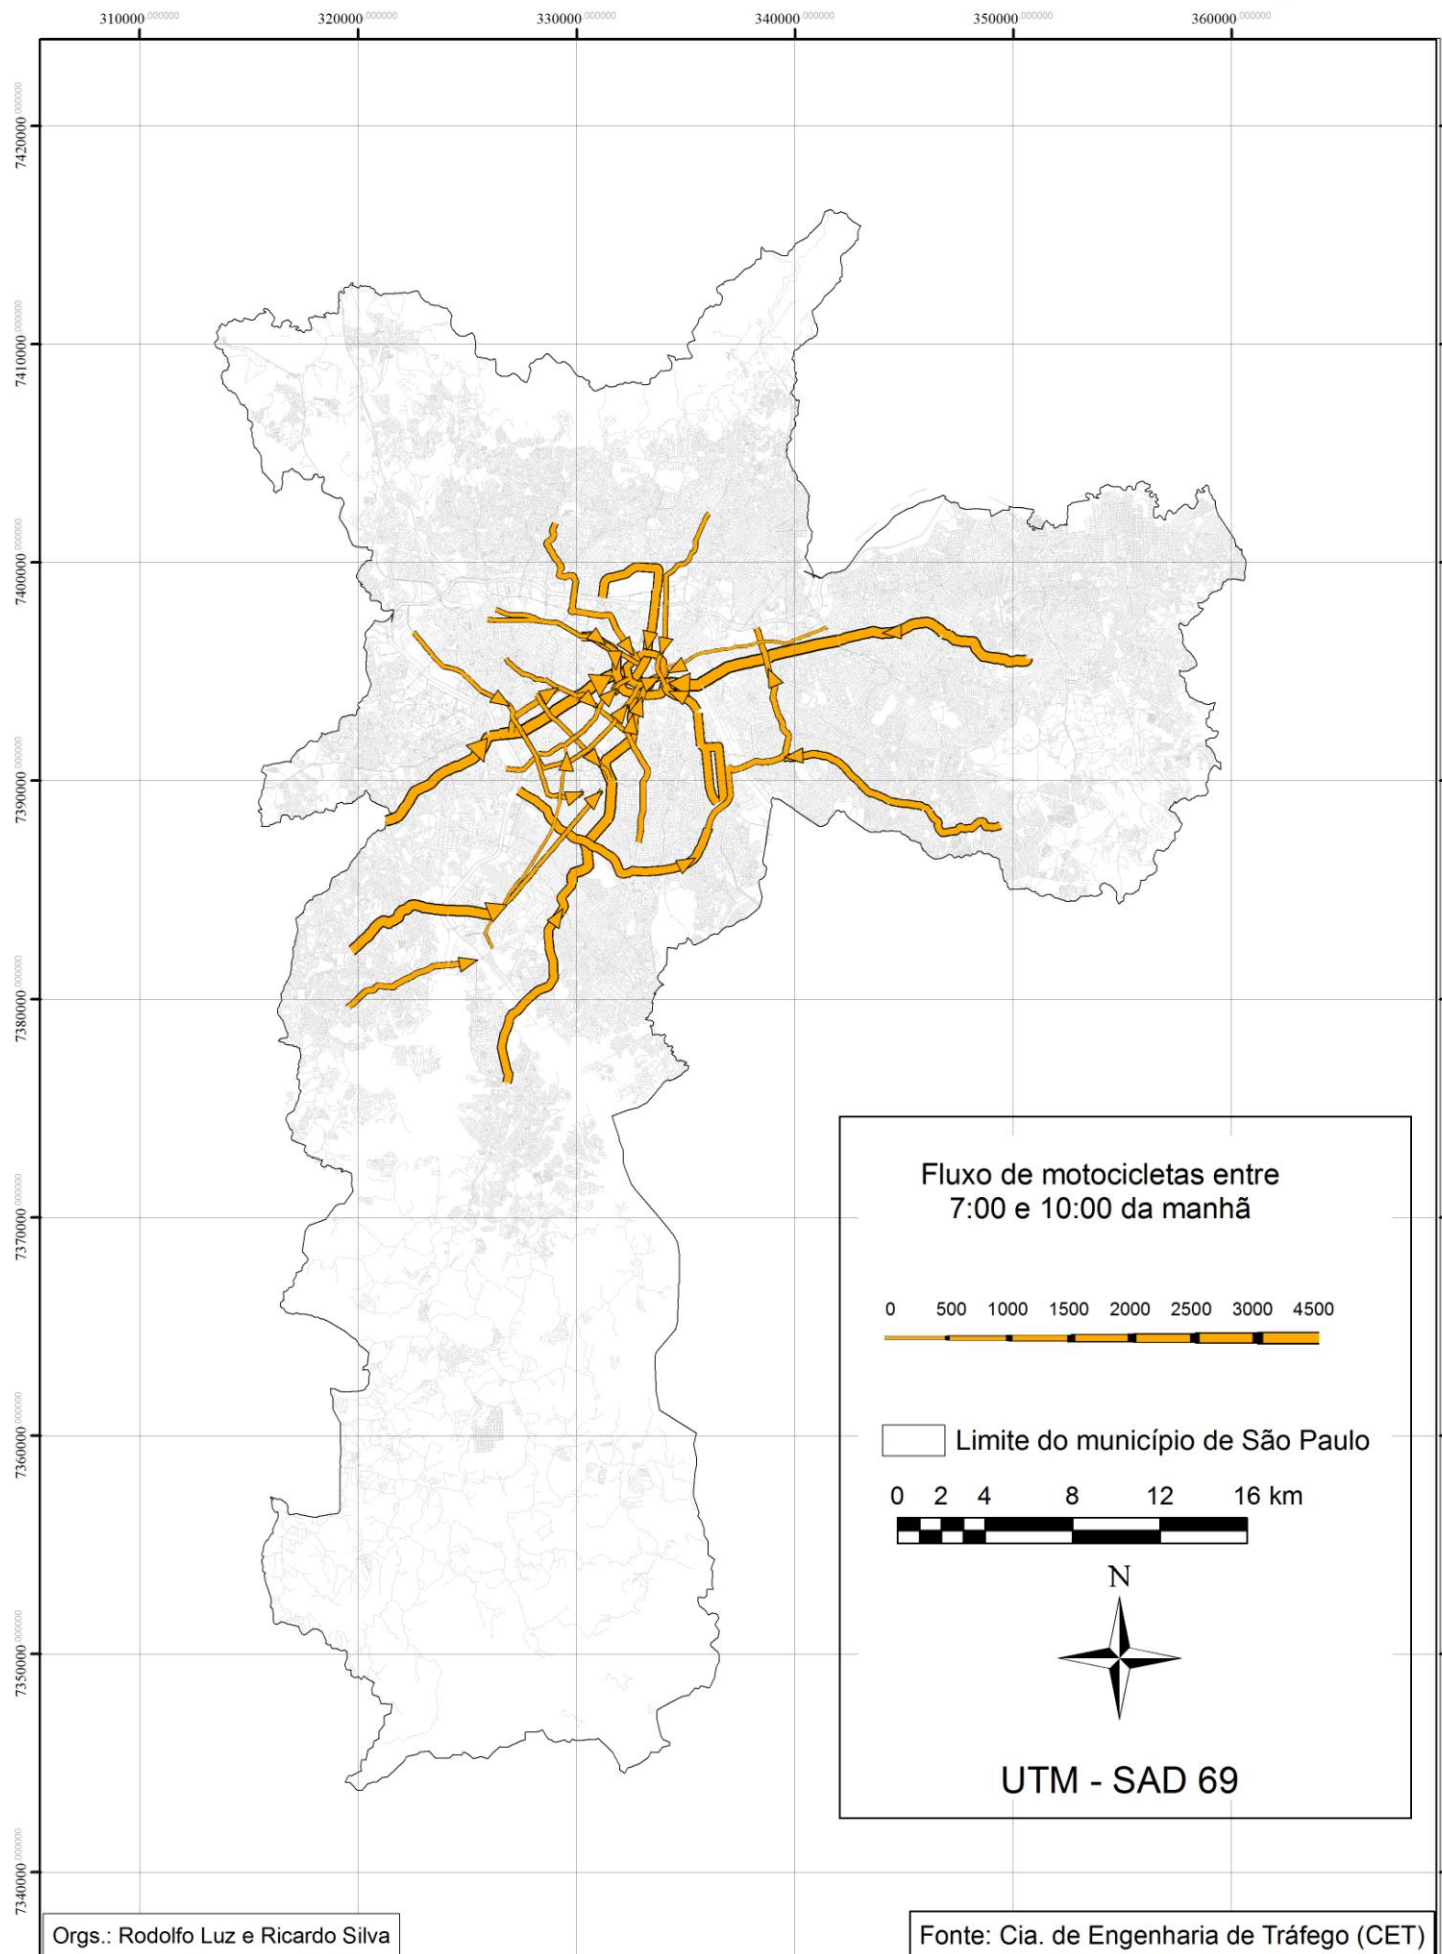 310000.000000 320000.000000 330000.000000 340000.000000 350000.000000 360000.000000
7420000.000000
7410000.000000
7400000.000000
7390000.000000
7380000.000000
7370000.000000
7360000.000000
7350000.000000
7340000.000000
Fluxo de motocicletas entre
7:00 e 10:00 da manhã
0 500 1000 1500 2000 2500 3000 4500
Limite do município de São Paulo
0 2 4 8 12 16 km
N
UTM - SAD 69
Orgs.: Rodolfo Luz e Ricardo Silva
Fonte: Cia. de Engenharia de Tráfego (CET)